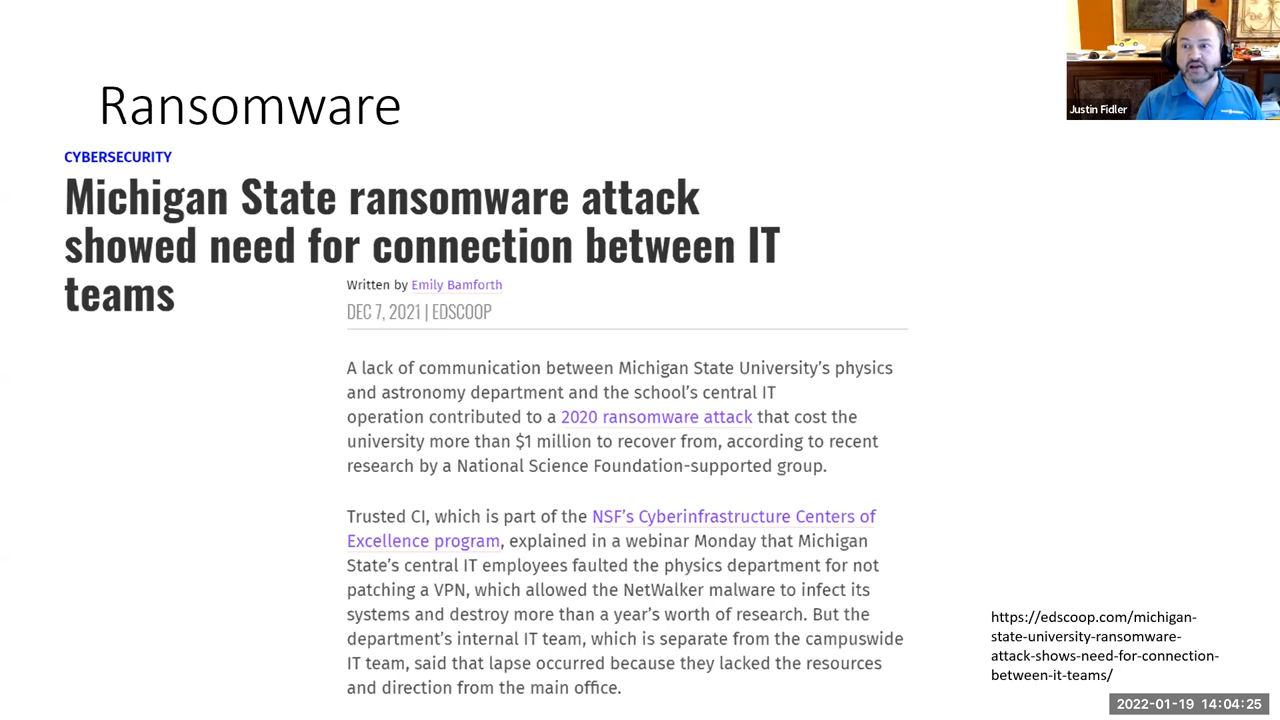 Ransomware
Justin Fidler
CYBERSECURITY
Michigan State ransomware attack
showed need for connection between IT
teams
Written by Emily Bamforth
DEC 7, 2021 | EDSCOOP
A lack of communication between Michigan State University’s physics
and astronomy department and the school’s central IT
operation contributed to a 2020 ransomware attack that cost the
university more than $1 million to recover from, according to recent
research by a National Science Foundation-supported group.
Trusted CI, which is part of the NSF’s Cyberinfrastructure Centers of
Excellence program, explained in a webinar Monday that Michigan
State’s central IT employees faulted the physics department for not
patching a VPN, which allowed the NetWalker malware to infect its
systems and destroy more than a year’s worth of research. But the
department’s internal IT team, which is separate from the campuswide
IT team, said that lapse occurred because they lacked the resources
and direction from the main office.
https://edscoop.com/michigan-
state-university-ransomware-
attack-shows-need-for-connection-
between-it-teams/
2022-01-19 14:04:25